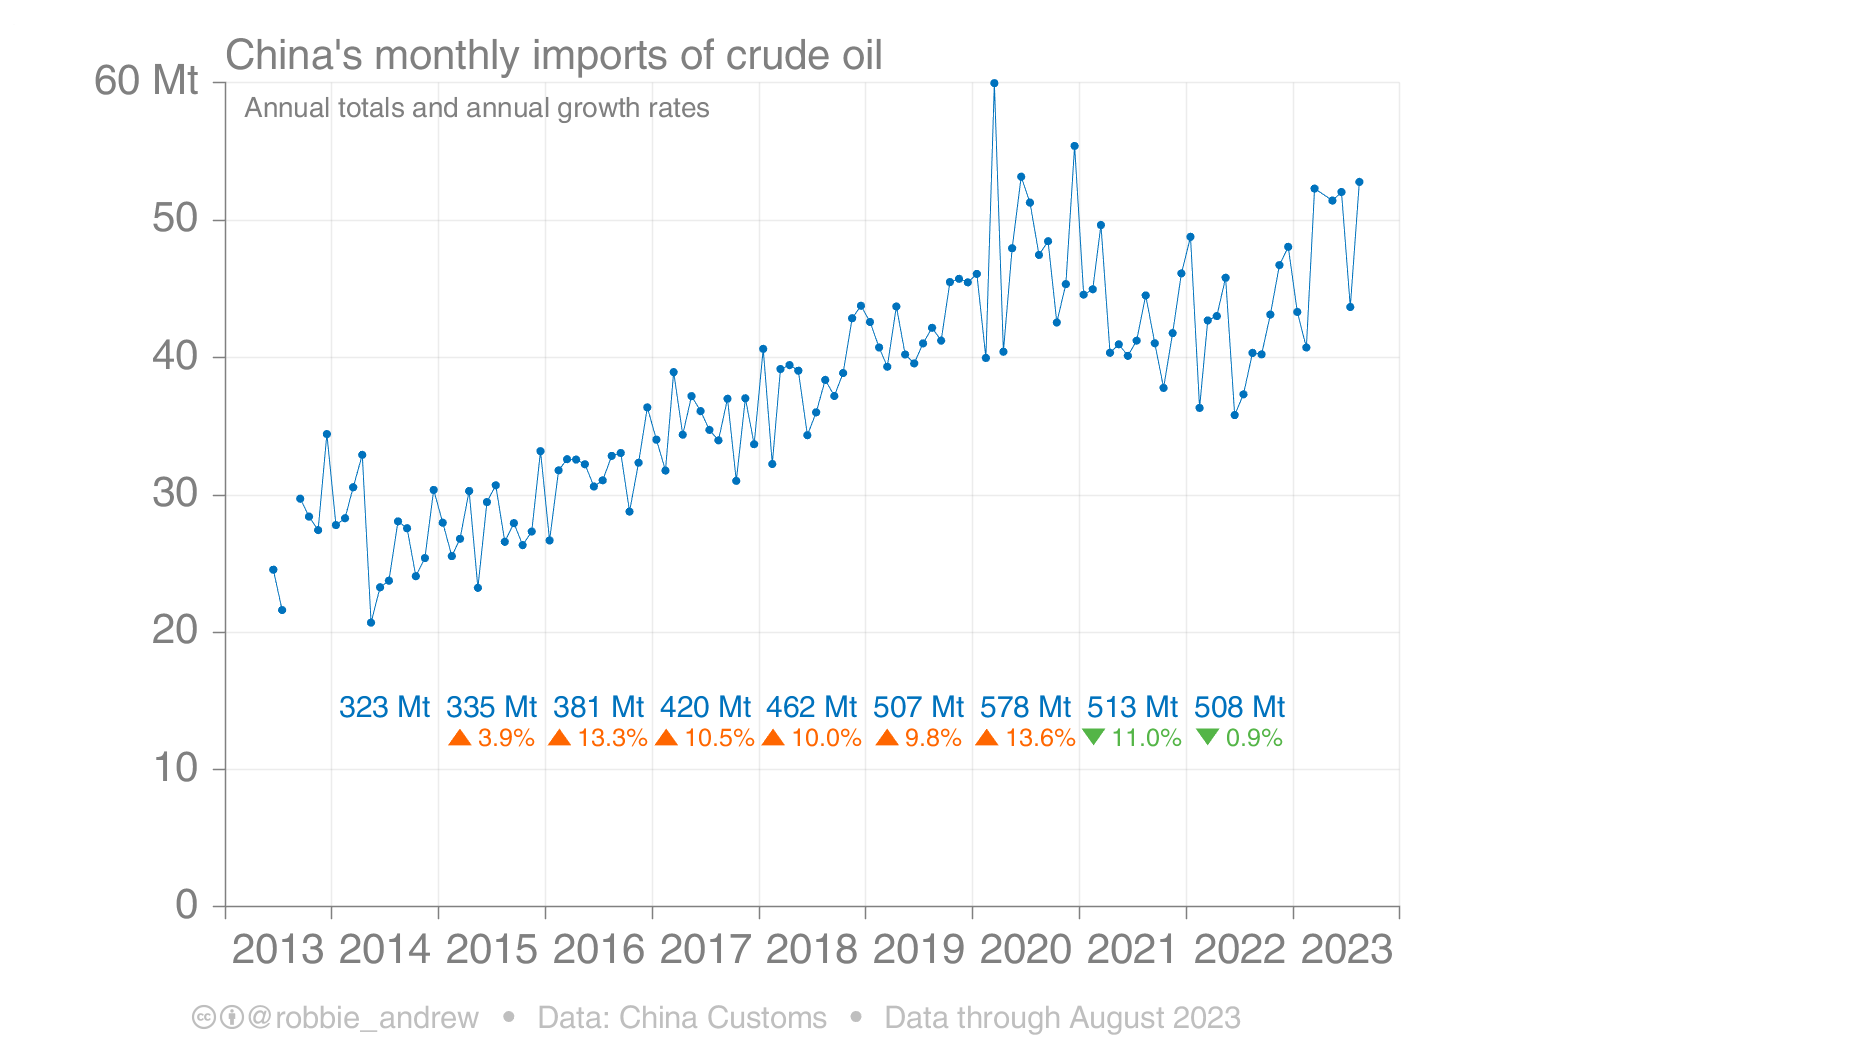 China's monthly imports of crude oil
60 Mt
Annual totals and annual growth rates
50
40
30
20
323 Mt 335 Mt 381 Mt 420 Mt 462 Mt 507 Mt 578 Mt 513 Mt 508 Mt
▲ 3.9% ▲ 13.3% ▲ 10.5% ▲ 10.0% ▲ 9.8% ▲ 13.6% ▼ 11.0% ▼ 0.9%
10
0
2013 2014 2015 2016 2017 2018 2019 2020 2021 2022 2023
@robbie_andrew • Data: China Customs • Data through August 2023